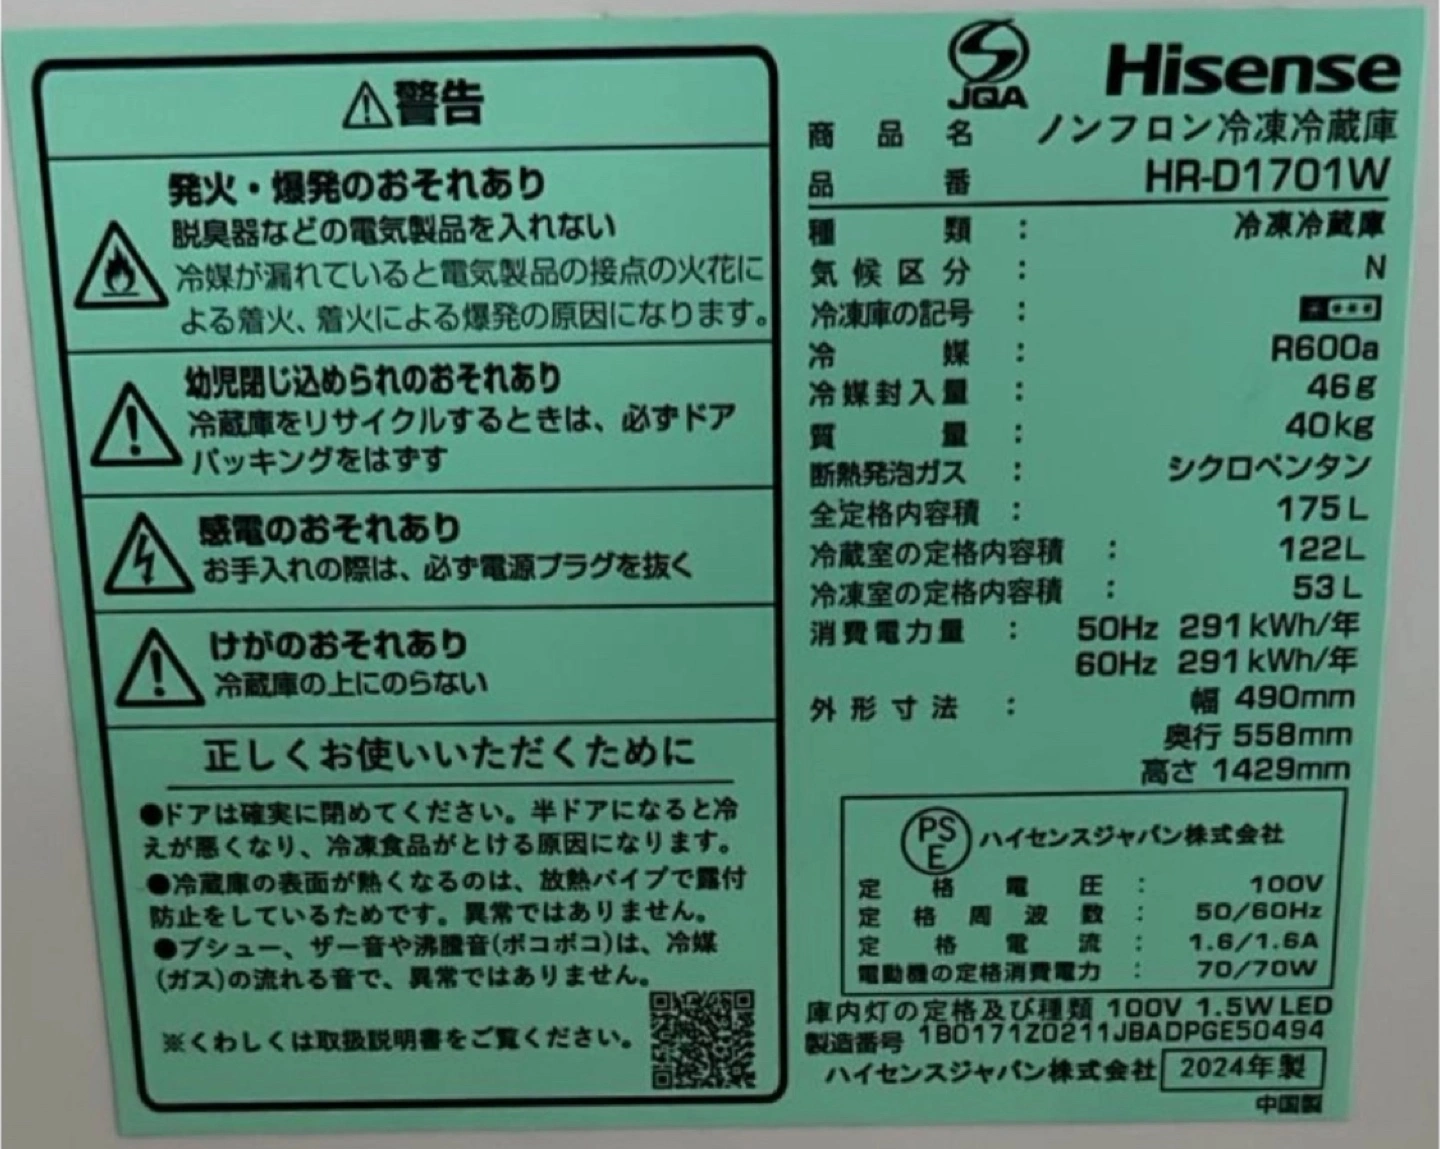 ⚠警告
発火・爆発のおそれあり
脱臭器などの電気製品を入れない
冷媒が漏れていると電気製品の接点の火花に
よる着火、着火による爆発の原因になります。
幼児閉じ込められのおそれあり
冷蔵庫をリサイクルするときは、必ずドア
パッキングをはずす
感電のおそれあり
お手入れの際は、必ず電源プラグを抜く
けがのおそれあり
冷蔵庫の上にのらない
正しくお使いいただくために
●ドアは確実に閉めてください。半ドアになると冷
えが悪くなり、冷凍食品がとける原因になります。
●冷蔵庫の表面が熱くなるのは、放熱パイプで露付
防止をしているためです。異常ではありません。
●プシュー、ザー音や沸騰音(ボコボコ)は、冷媒
(ガス)の流れる音で、異常ではありません。
※くわしくは取扱説明書をご覧ください。
JQA
Hisense
商品名 ノンフロン冷凍冷蔵庫
品番 HR-D1701W
種類：冷凍冷蔵庫
気候区分：N
冷凍庫の記号：
冷媒：R600a
冷媒封入量：46g
質量：40kg
断熱発泡ガス：シクロペンタン
全定格内容積：175L
冷蔵室の定格内容積：122L
冷凍室の定格内容積：53L
消費電力量：50Hz 291kWh/年
60Hz 291kWh/年
外形寸法：幅 490mm
奥行 558mm
高さ 1429mm
PSE ハイセンスジャパン株式会社
定格電圧：100V
定格周波数：50/60Hz
定格電流：1.6/1.6A
電動機の定格消費電力：70/70W
庫内灯の定格及び種類 100V 1.5W LED
製造番号 1B0171Z0211JBADPGE50494
ハイセンスジャパン株式会社 2024年製
中国製